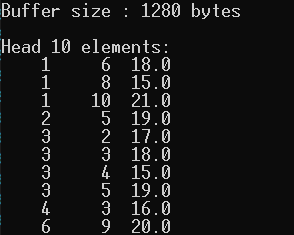 Buffer size : 1280 bytes
Head 10 elements:
1 6 18.0
1 8 15.0
1 10 21.0
2 5 19.0
3 2 17.0
3 3 18.0
3 4 15.0
3 5 19.0
4 3 16.0
6 9 20.0